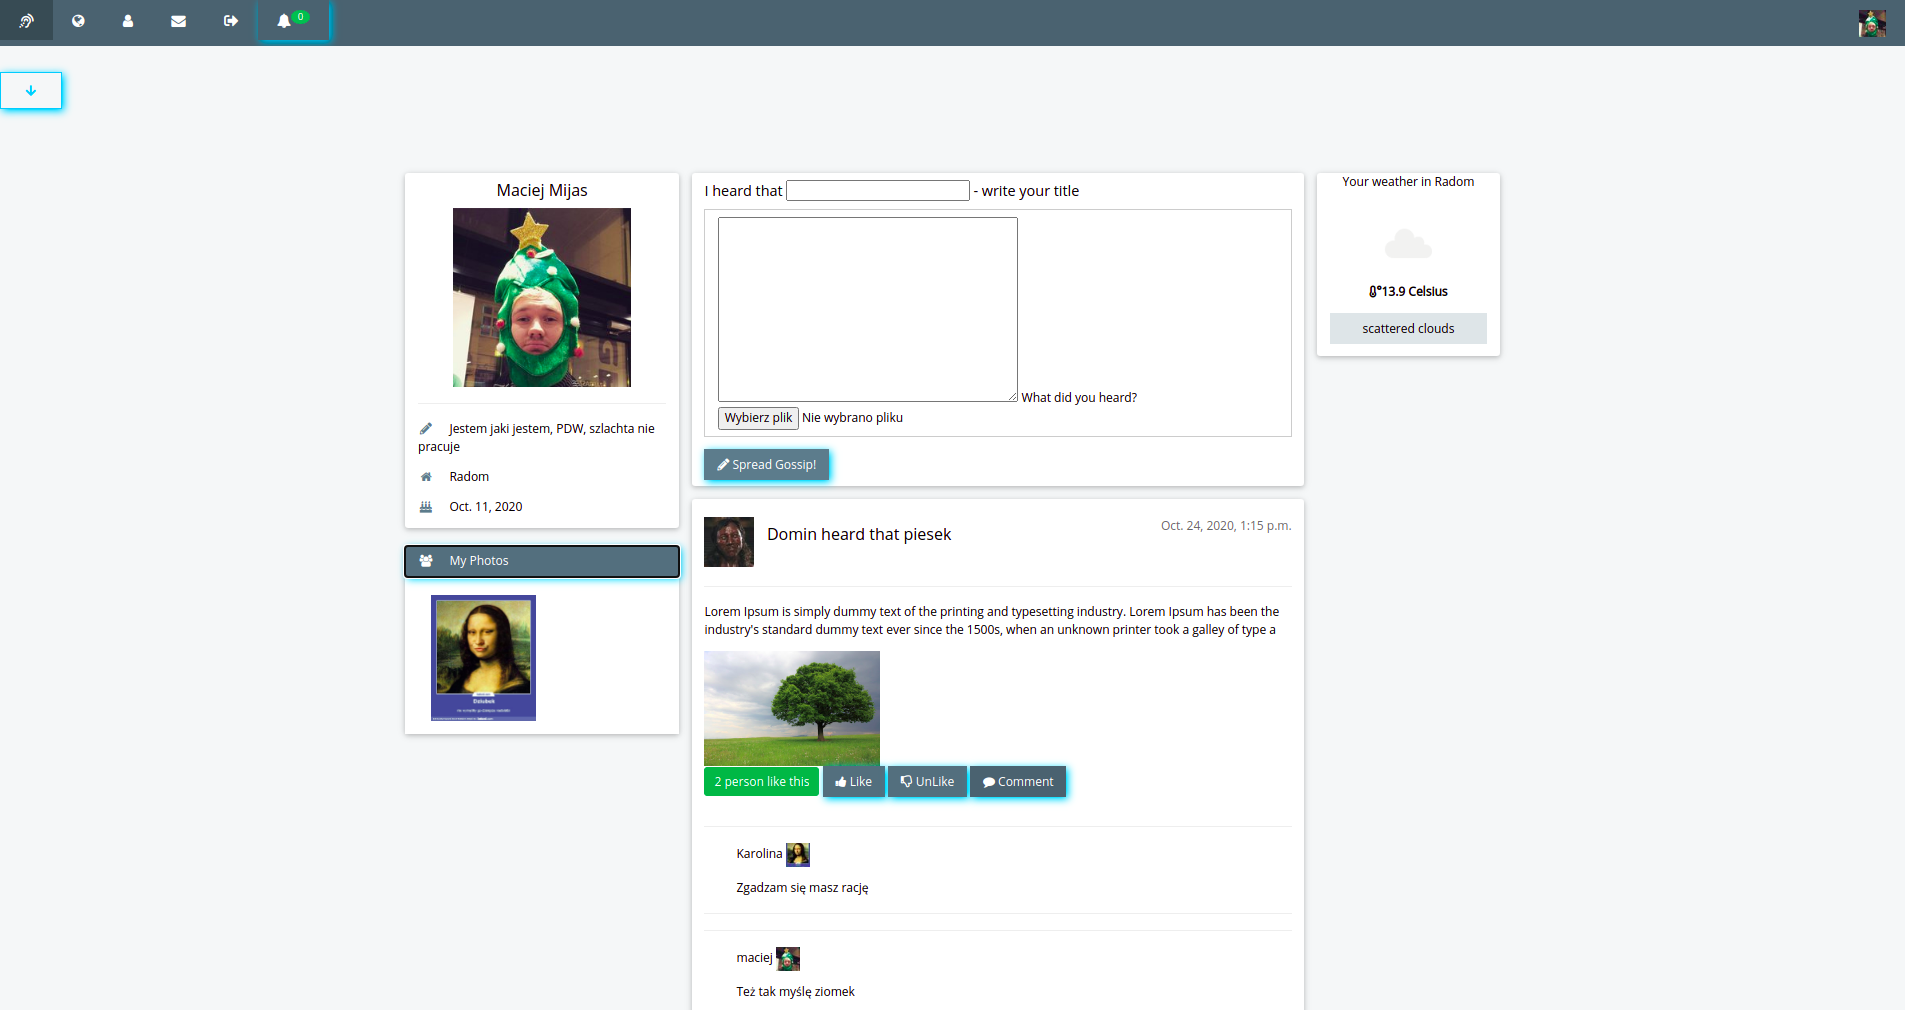 0
Maciej Mijas
Jestem jaki jestem, PDW, szlachta nie
pracuje
Radom
Oct. 11, 2020
My Photos
Dziubek
I heard that - write your title
What did you heard?
Wybierz plik Nie wybrano pliku
Spread Gossip!
Domin heard that piesek
Oct. 24, 2020, 1:15 p.m.
Lorem Ipsum is simply dummy text of the printing and typesetting industry. Lorem Ipsum has been the
industry's standard dummy text ever since the 1500s, when an unknown printer took a galley of type a
2 person like this Like UnLike Comment
Karolina
Zgadzam się masz rację
maciej
Też tak myślę ziomek
Your weather in Radom
°13.9 Celsius
scattered clouds